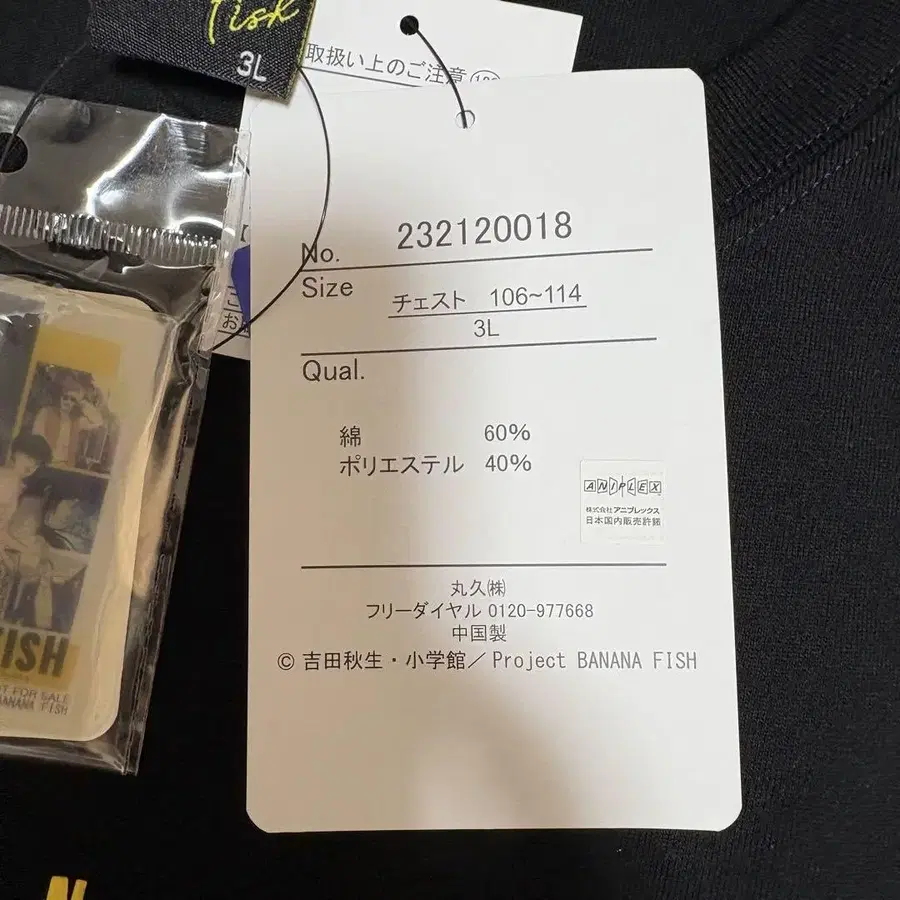 fish
3L
取扱い上のご注意
No. 232120018
Size
チェスト 106~114
3L
Qual.
綿 60%
ポリエステル 40%
ANIPLEX
株式会社アニプレックス
日本国内販売許諾
丸久㈱
フリーダイヤル 0120-977668
中国製
© 吉田秋生・小学館/Project BANANA FISH
FISH
FOR SALE
BANANA FISH
N